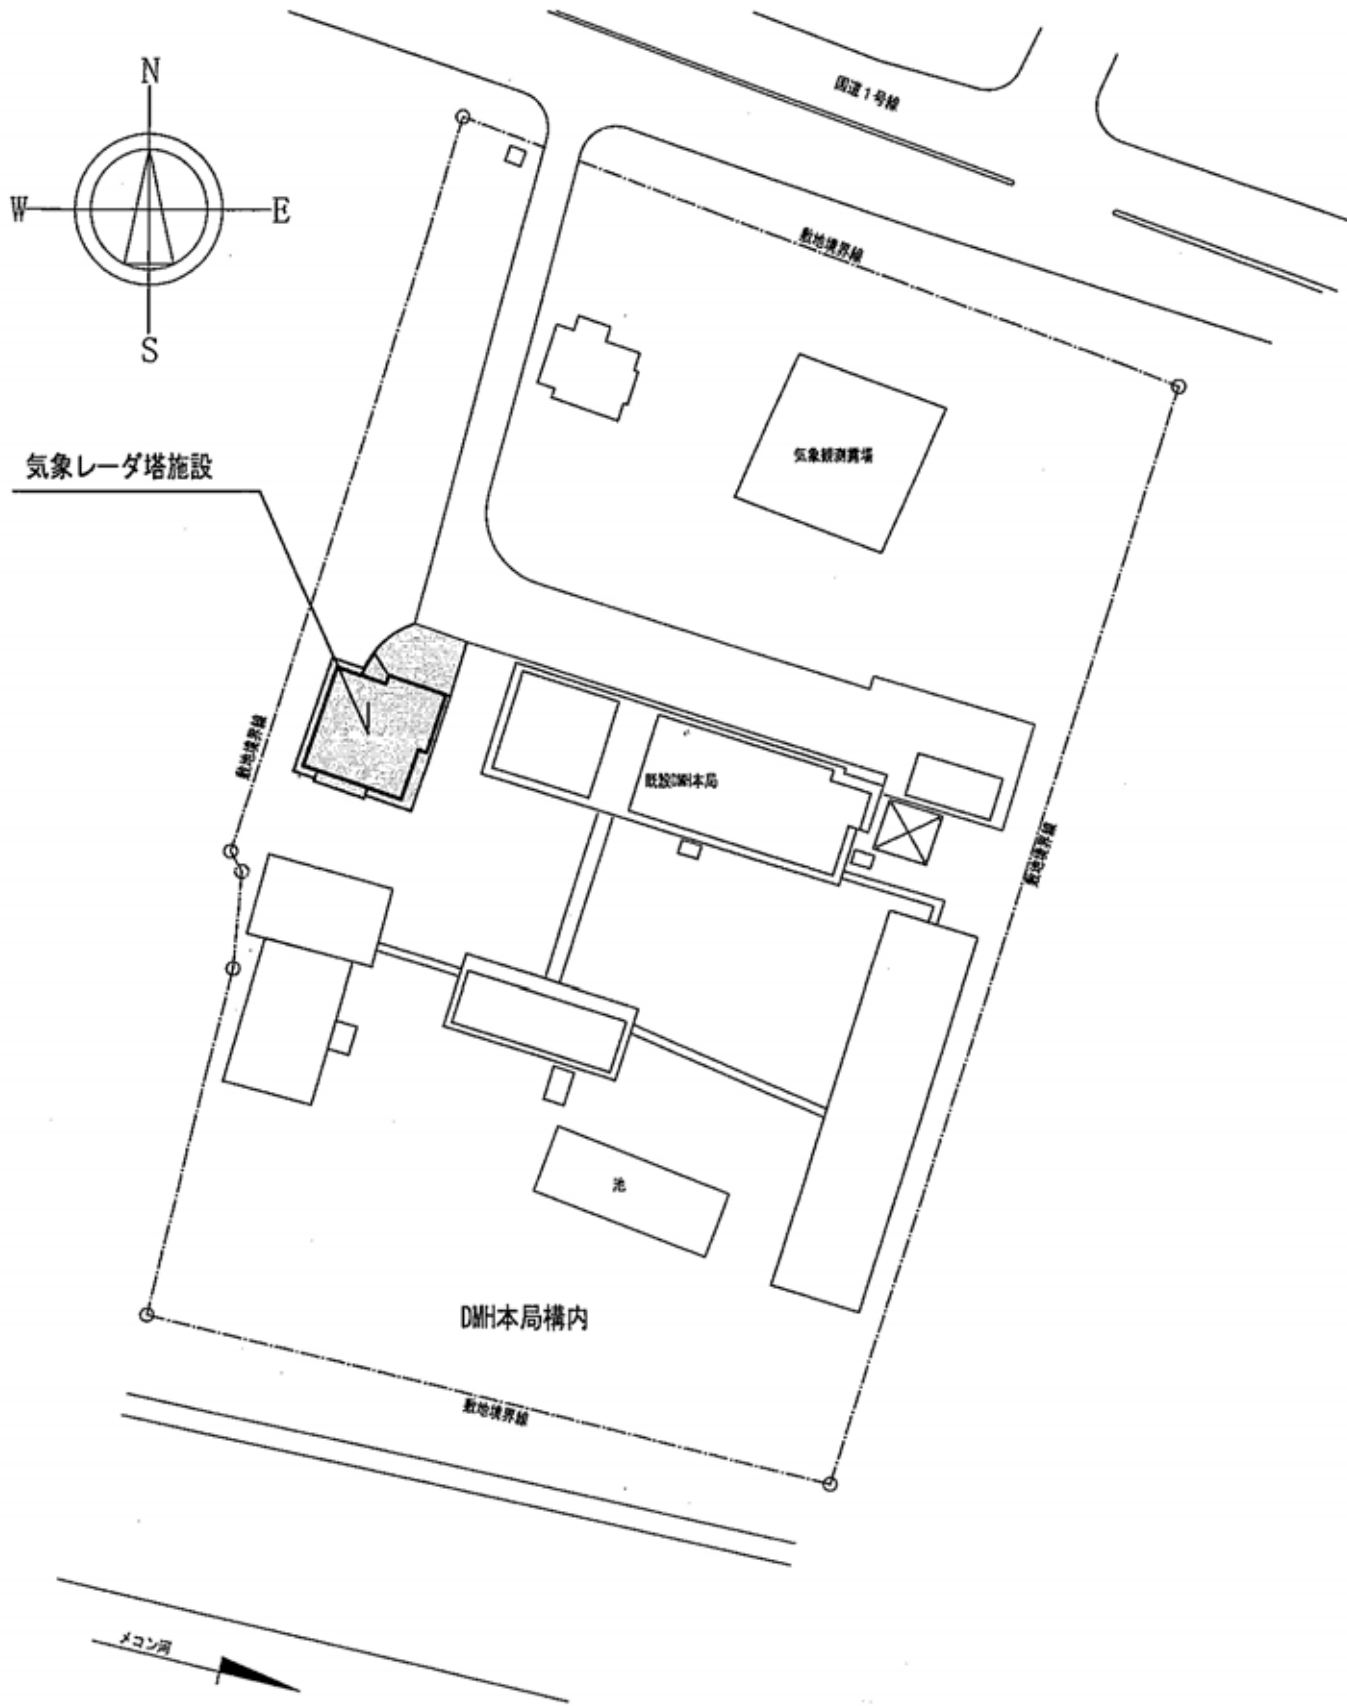 N
国道1号線
W
E
敷地境界線
S
気象レーダ塔施設
気象観測露場
敷地境界線
既設DMH本局
敷地境界線
池
DMH本局構内
敷地境界線
メコン河